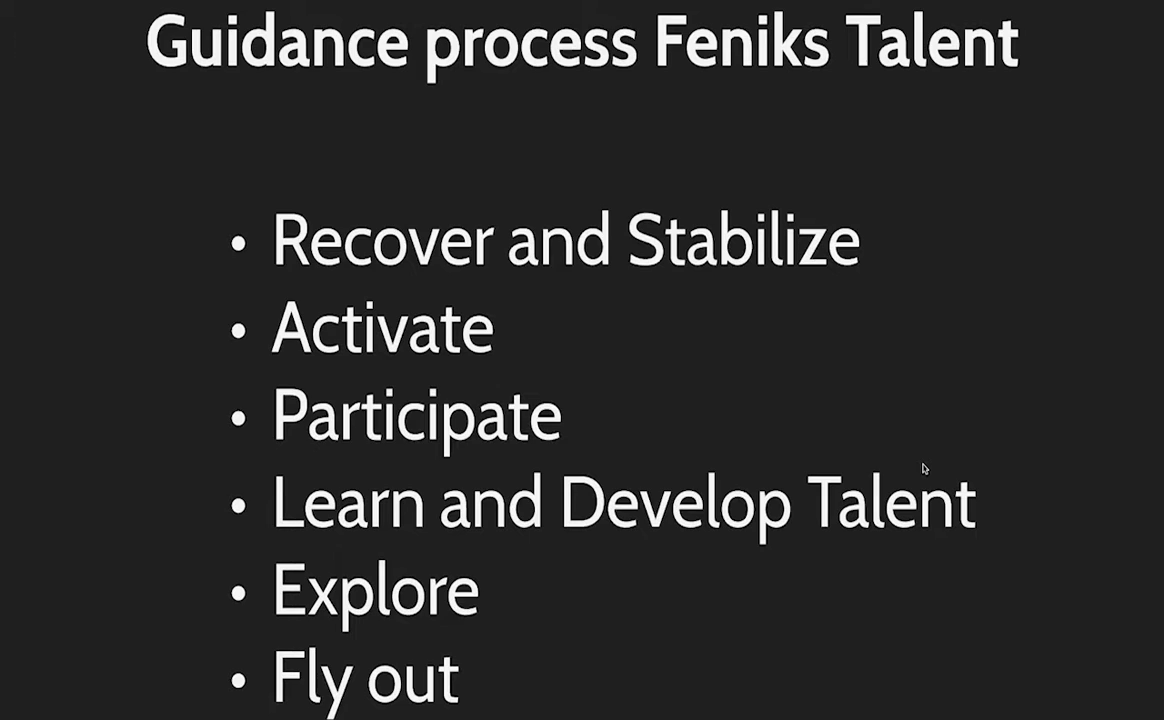 Guidance process Feniks Talent
• Recover and Stabilize
• Activate
• Participate
• Learn and Develop Talent
• Explore
• Fly out